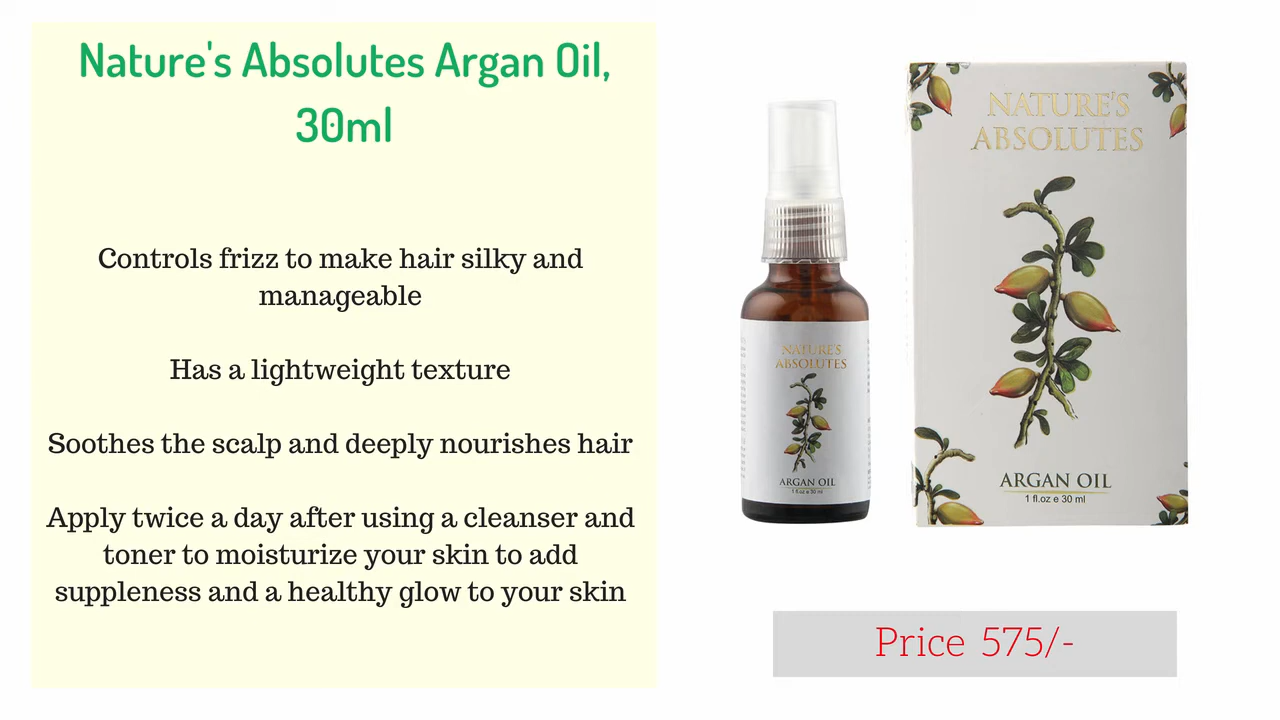 Nature's Absolutes Argan Oil,
30ml
Controls frizz to make hair silky and
manageable
Has a lightweight texture
Soothes the scalp and deeply nourishes hair
Apply twice a day after using a cleanser and
toner to moisturize your skin to add
suppleness and a healthy glow to your skin
NATURE'S
ABSOLUTES
ARGAN OIL
1 fl.oz e 30 ml
NATURE'S
ABSOLUTES
ARGAN OIL
1 fl.oz e 30 ml
Price 575/-